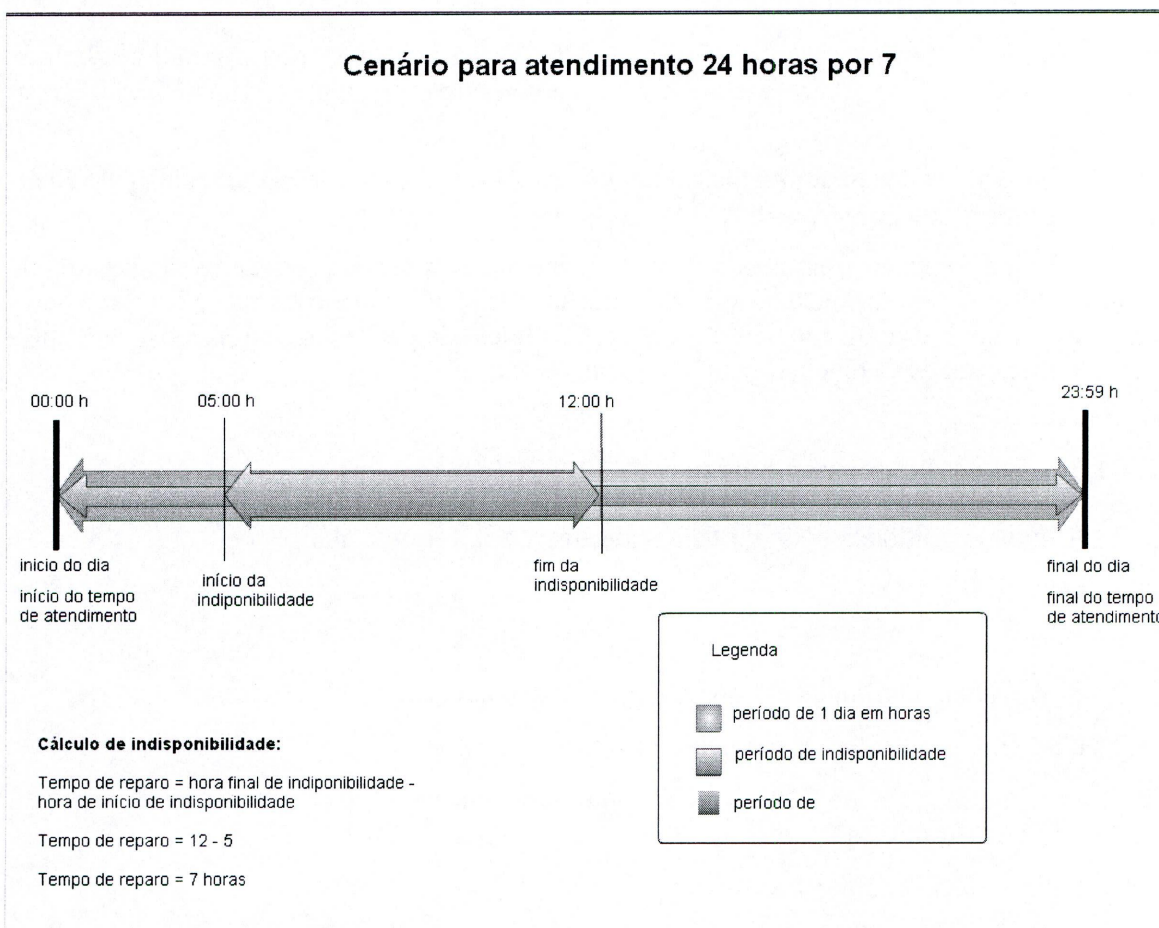 Cenário para atendimento 24 horas por 7
00:00 h
05:00 h
12:00 h
23:59 h
inicio do dia
início do tempo
de atendimento
início da
indiponibilidade
fim da
indisponibilidade
final do dia
final do tempo
de atendimento
Legenda
período de 1 dia em horas
período de indisponibilidade
período de
Cálculo de indisponibilidade:
Tempo de reparo = hora final de indiponibilidade -
hora de início de indisponibilidade
Tempo de reparo = 12 - 5
Tempo de reparo = 7 horas